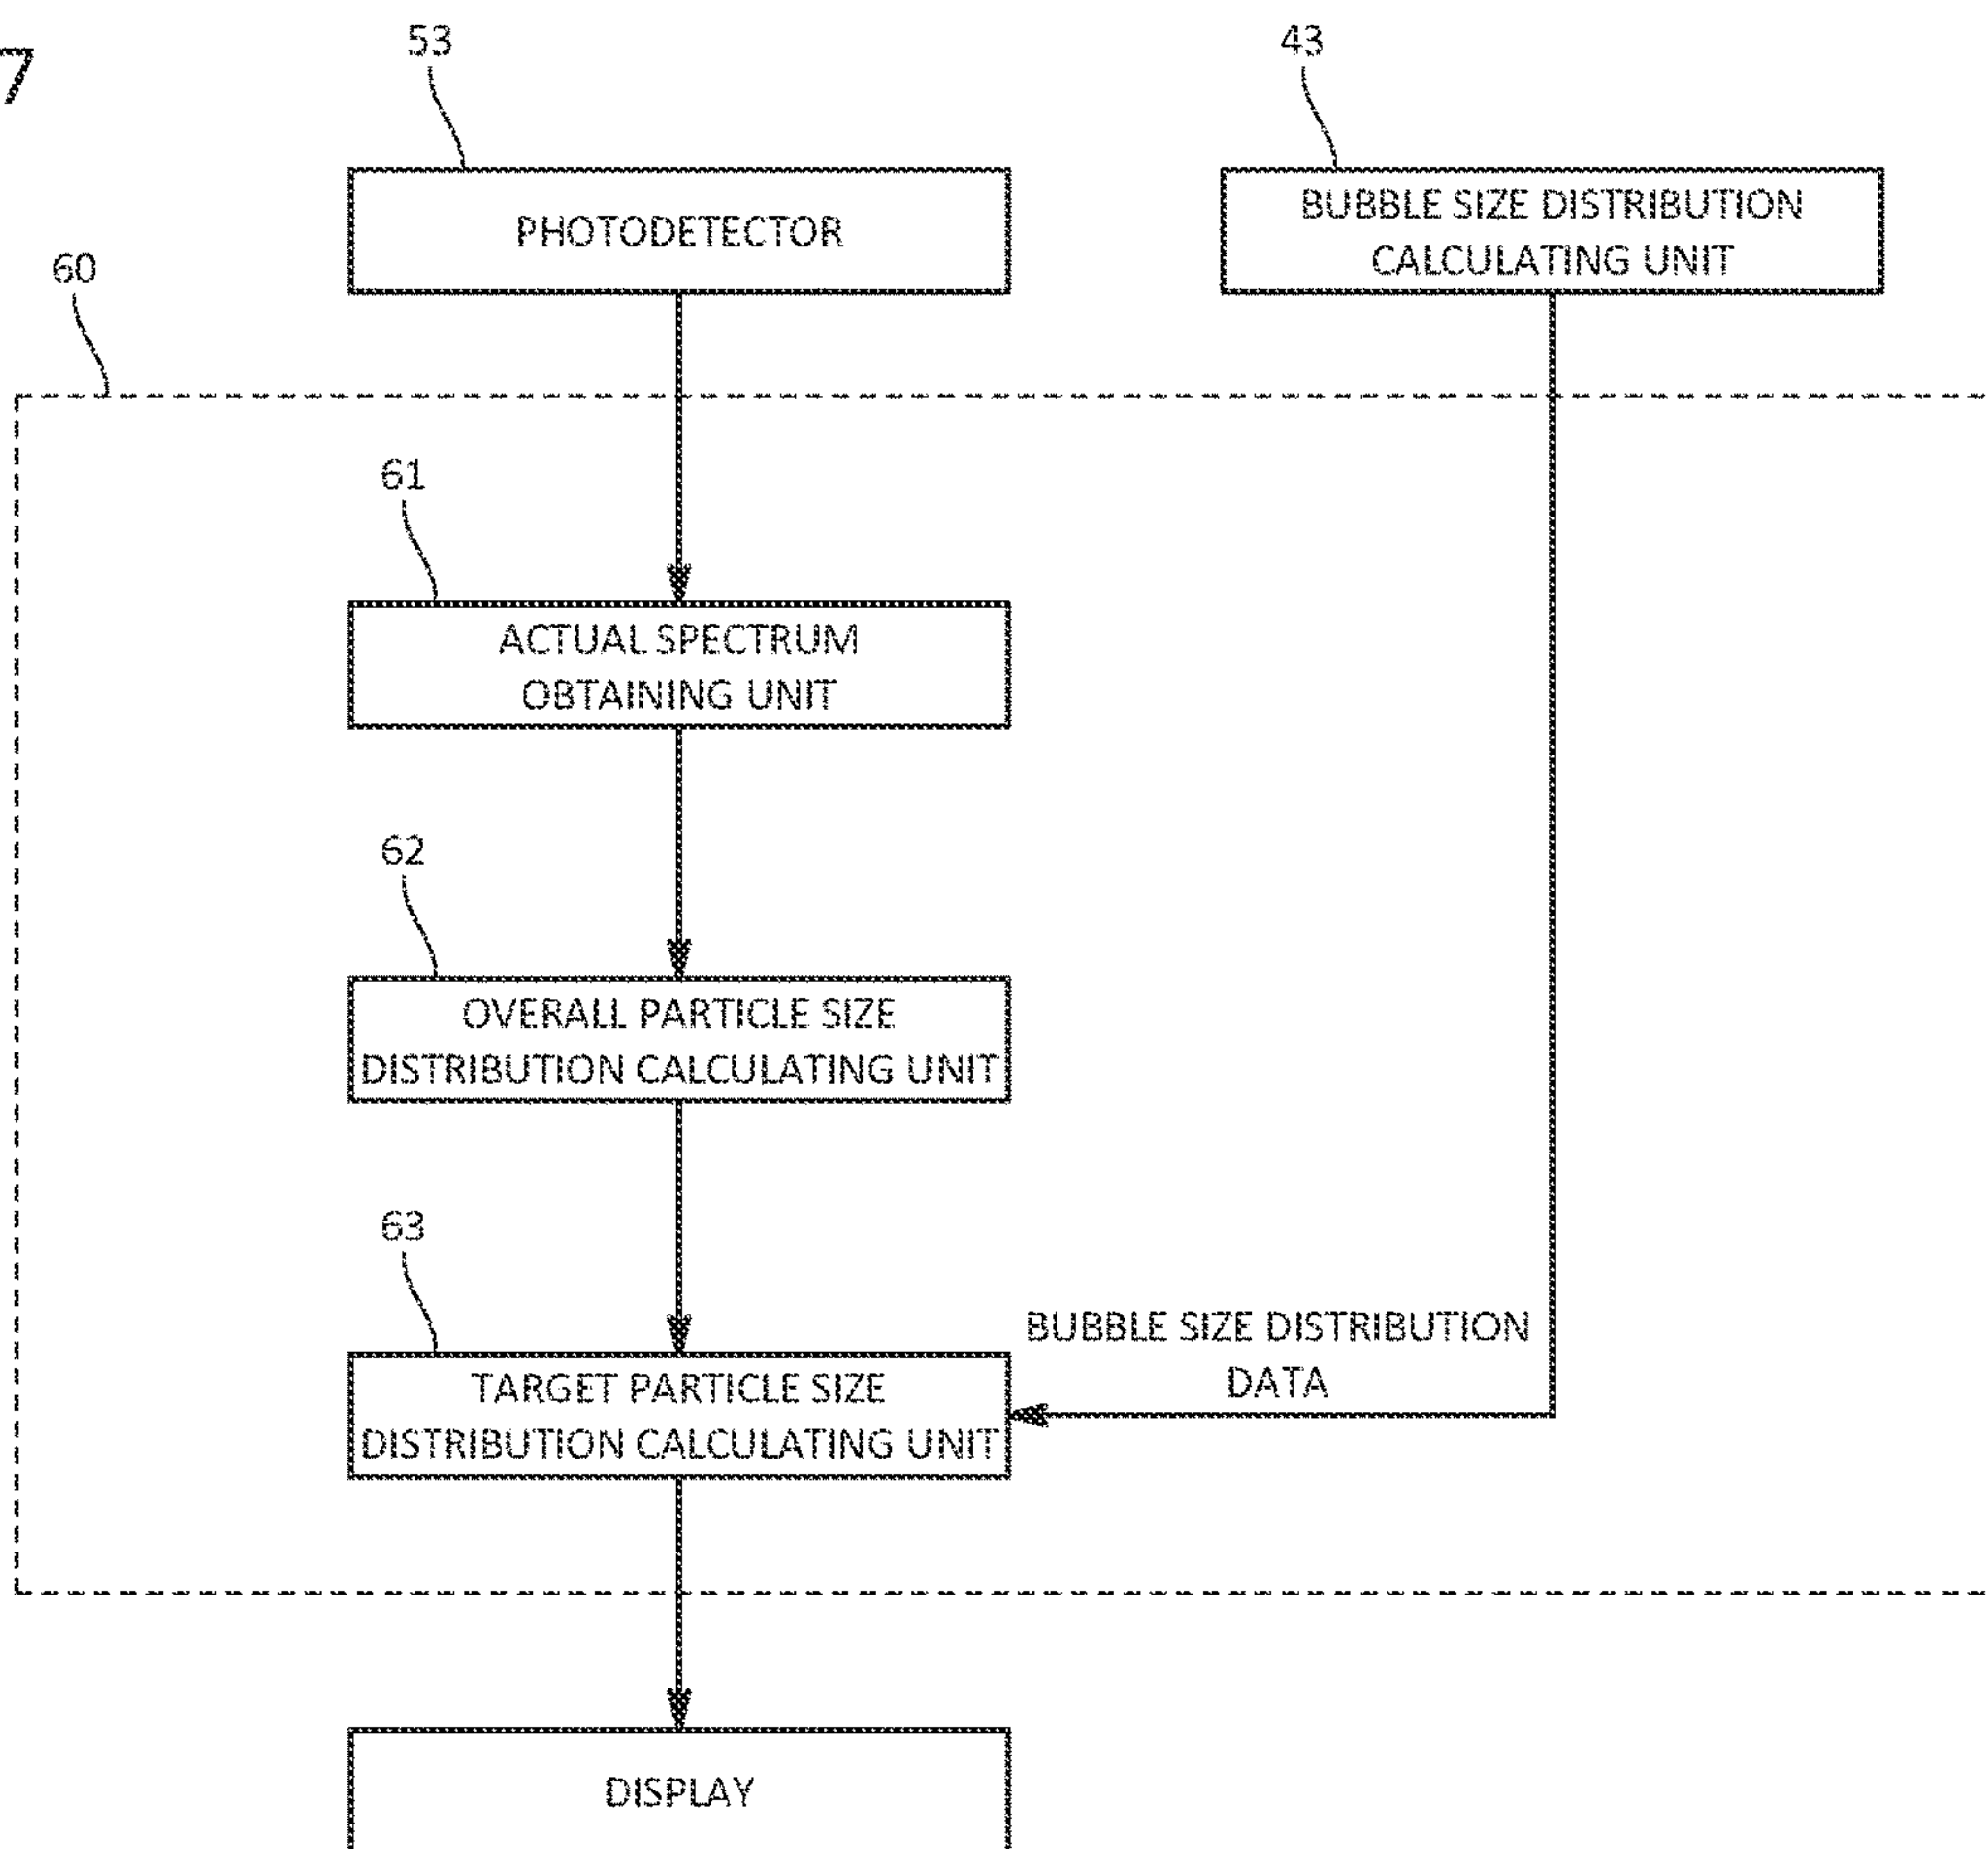 7
53
43
PHOTODETECTOR
BUBBLE SIZE DISTRIBUTION
CALCULATING UNIT
60
61
ACTUAL SPECTRUM
OBTAINING UNIT
62
OVERALL PARTICLE SIZE
DISTRIBUTION CALCULATING UNIT
63
BUBBLE SIZE DISTRIBUTION
DATA
TARGET PARTICLE SIZE
DISTRIBUTION CALCULATING UNIT
DISPLAY